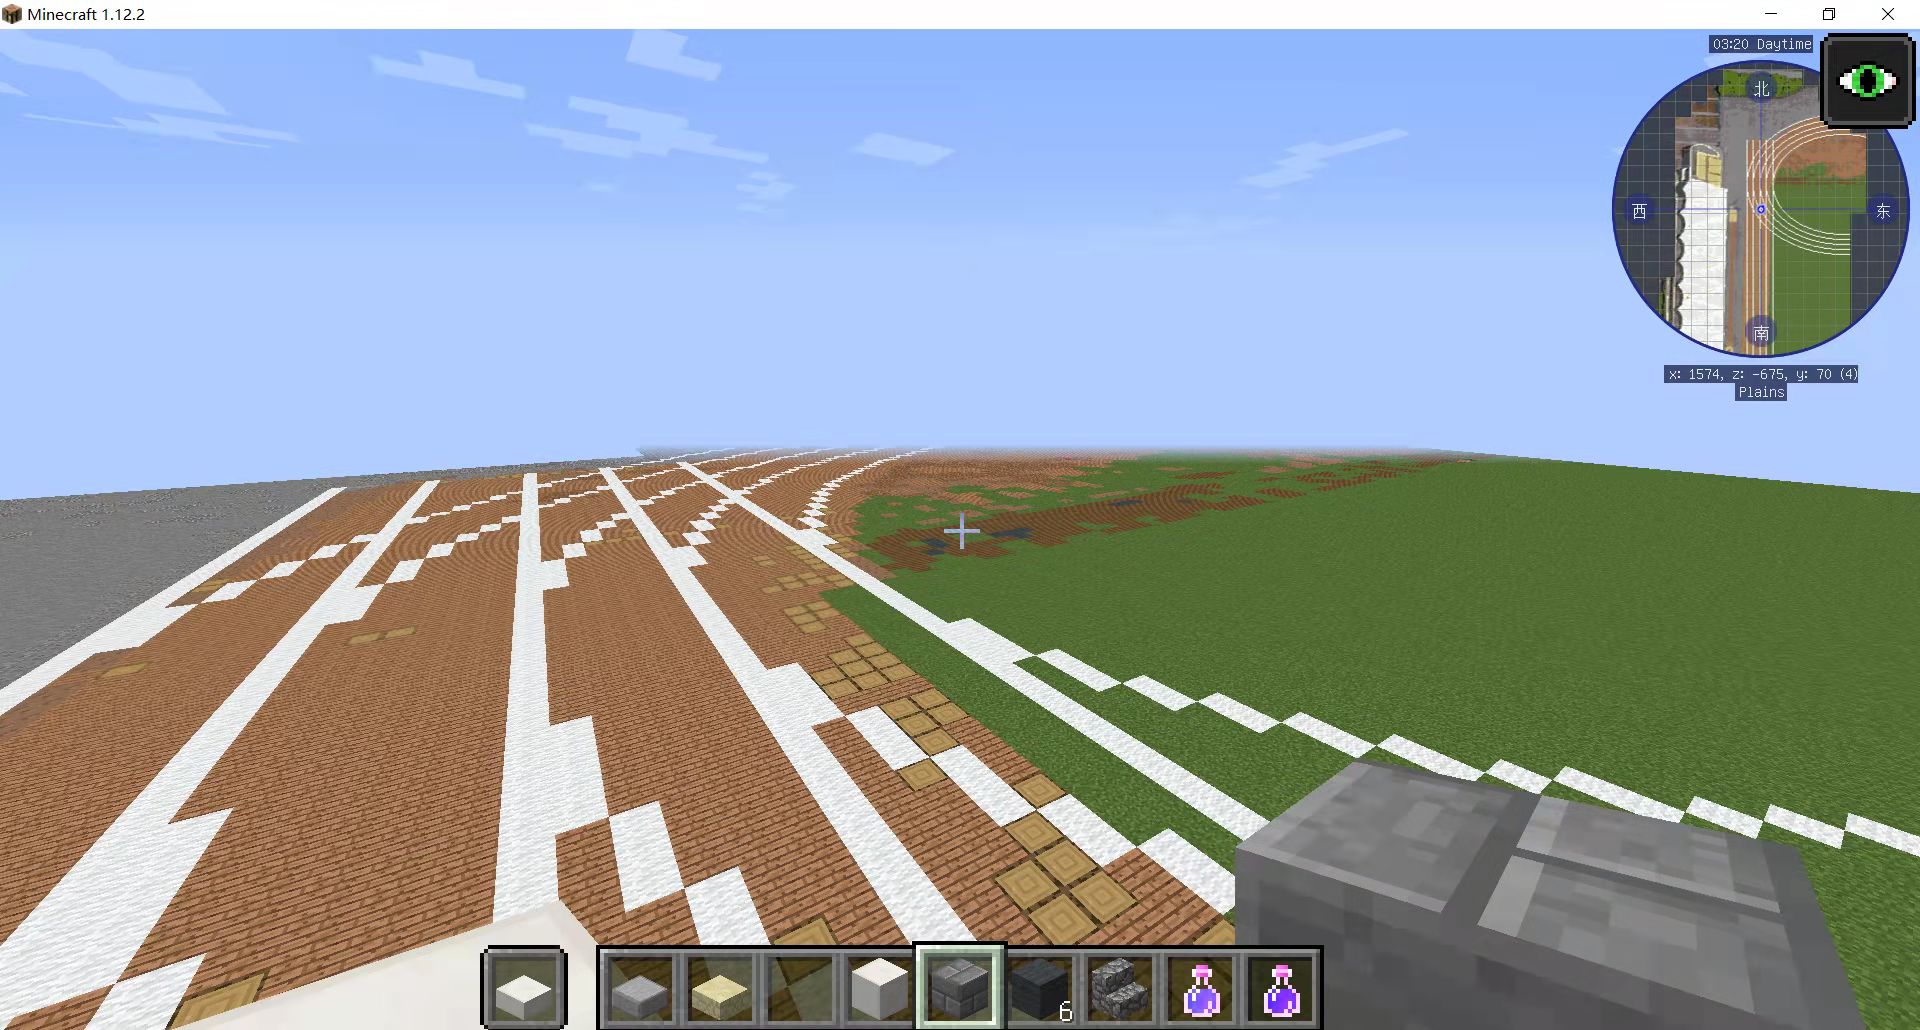 Minecraft 1.12.2
03:20 Daytime
北
西
东
南
x: 1574, z: -675, y: 70 (4)
Plains
6